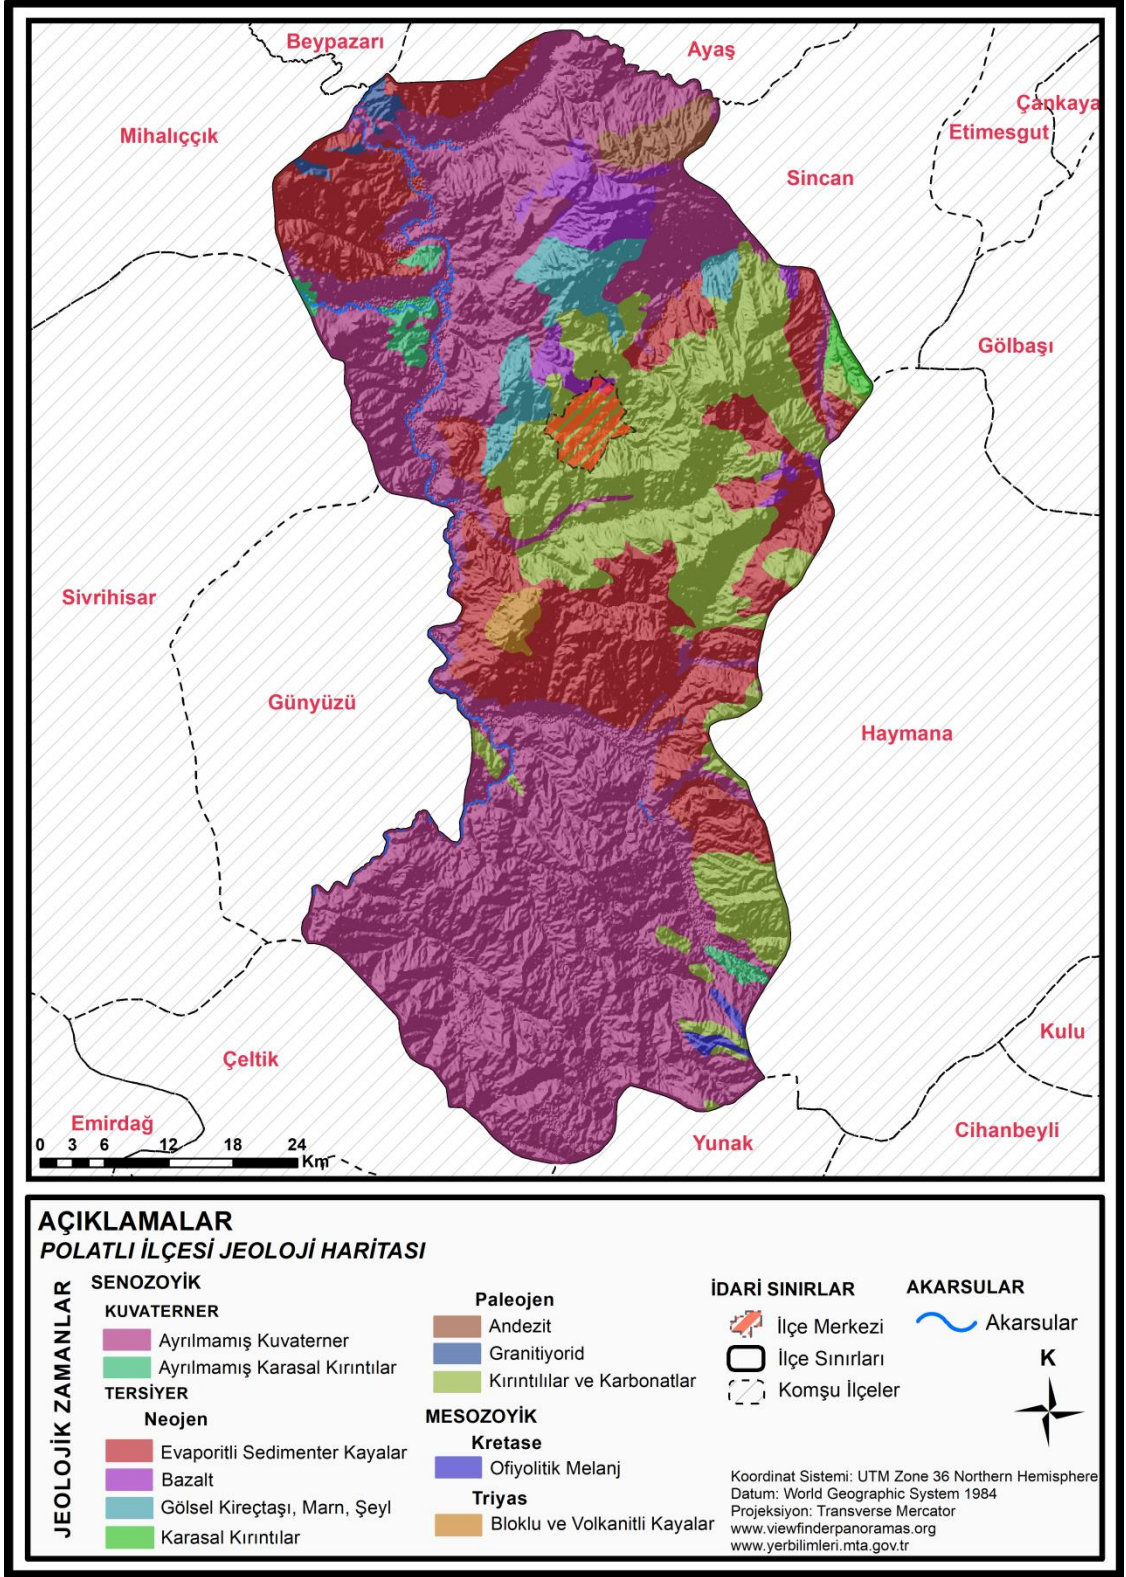 Beypazarı
Ayaş
Çankaya
Etimesgut
Mihalıççık
Sincan
Gölbaşı
Sivrihisar
Günyüzü
Haymana
Kulu
Çeltik
Emirdağ
Yunak
Cihanbeyli
0 3 6 12 18 24
Km
AÇIKLAMALAR
POLATLI İLÇESİ JEOLOJİ HARİTASI
JEOLOJİK ZAMANLAR
SENOZOYİK
KUVATERNER
Ayrılmamış Kuvaterner
Ayrılmamış Karasal Kırıntılar
TERSİYER
Neojen
Evaporitli Sedimenter Kayalar
Bazalt
Gölsel Kireçtaşı, Marn, Şeyl
Karasal Kırıntılar
Paleojen
Andezit
Granitiyorid
Kırıntılılar ve Karbonatlar
MESOZOYİK
Kretase
Ofiyolitik Melanj
Triyas
Bloklu ve Volkanitli Kayalar
İDARİ SINIRLAR
İlçe Merkezi
İlçe Sınırları
Komşu İlçeler
AKARSULAR
Akarsular
K
Koordinat Sistemi: UTM Zone 36 Northern Hemisphere
Datum: World Geographic System 1984
Projeksiyon: Transverse Mercator
www.viewfinderpanoramas.org
www.yerbilimleri.mta.gov.tr